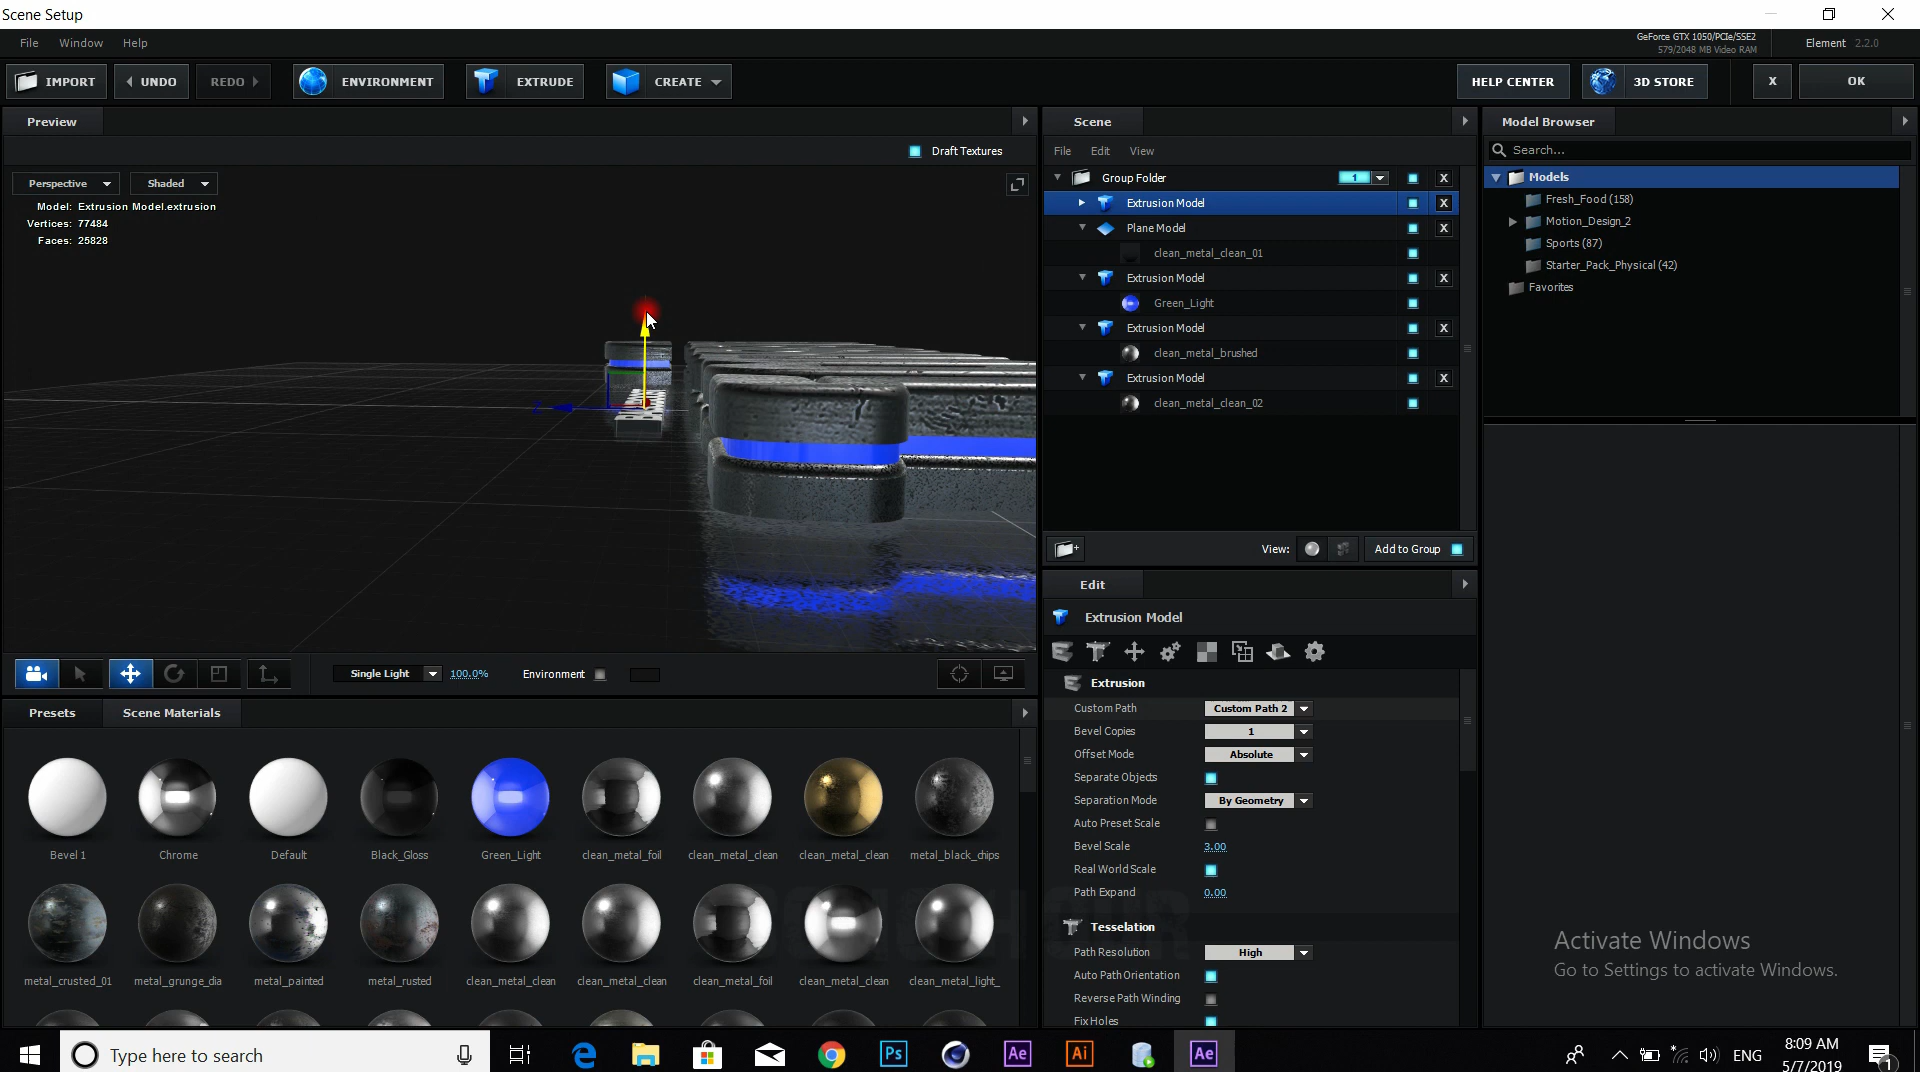 Scene Setup
File Window Help
GeForce GTX 1050/PCIe/SSE2
579/2048 MB Video RAM
Element 2.2.0
IMPORT UNDO REDO ENVIRONMENT EXTRUDE CREATE HELP CENTER 3D STORE X OK
Preview
Draft Textures
Perspective Shaded
Model: Extrusion Model.extrusion
Vertices: 77484
Faces: 25828
Z
Single Light 100.0% Environment
Scene
File Edit View
Group Folder 1 X
Extrusion Model X
Plane Model X
clean_metal_clean_01
Extrusion Model X
Green_Light
Extrusion Model X
clean_metal_brushed
Extrusion Model X
clean_metal_clean_02
View: Add to Group
Model Browser
Search...
Models
Fresh_Food (158)
Motion_Design_2
Sports (87)
Starter_Pack_Physical (42)
Favorites
Edit
Extrusion Model
Extrusion
Custom Path Custom Path 2
Bevel Copies 1
Offset Mode Absolute
Separate Objects
Separation Mode By Geometry
Auto Preset Scale
Bevel Scale 3.00
Real World Scale
Path Expand 0.00
Tesselation
Path Resolution High
Auto Path Orientation
Reverse Path Winding
Fix Holes
Presets Scene Materials
Bevel 1 Chrome Default Black_Gloss Green_Light clean_metal_foil clean_metal_clean clean_metal_clean metal_black_chips
metal_crusted_01 metal_grunge_dia metal_painted metal_rusted clean_metal_clean clean_metal_clean clean_metal_foil clean_metal_clean clean_metal_light_
Activate Windows
Go to Settings to activate Windows.
Type here to search
Ps Ae Ai Ae
ENG
8:09 AM
5/7/2019
1